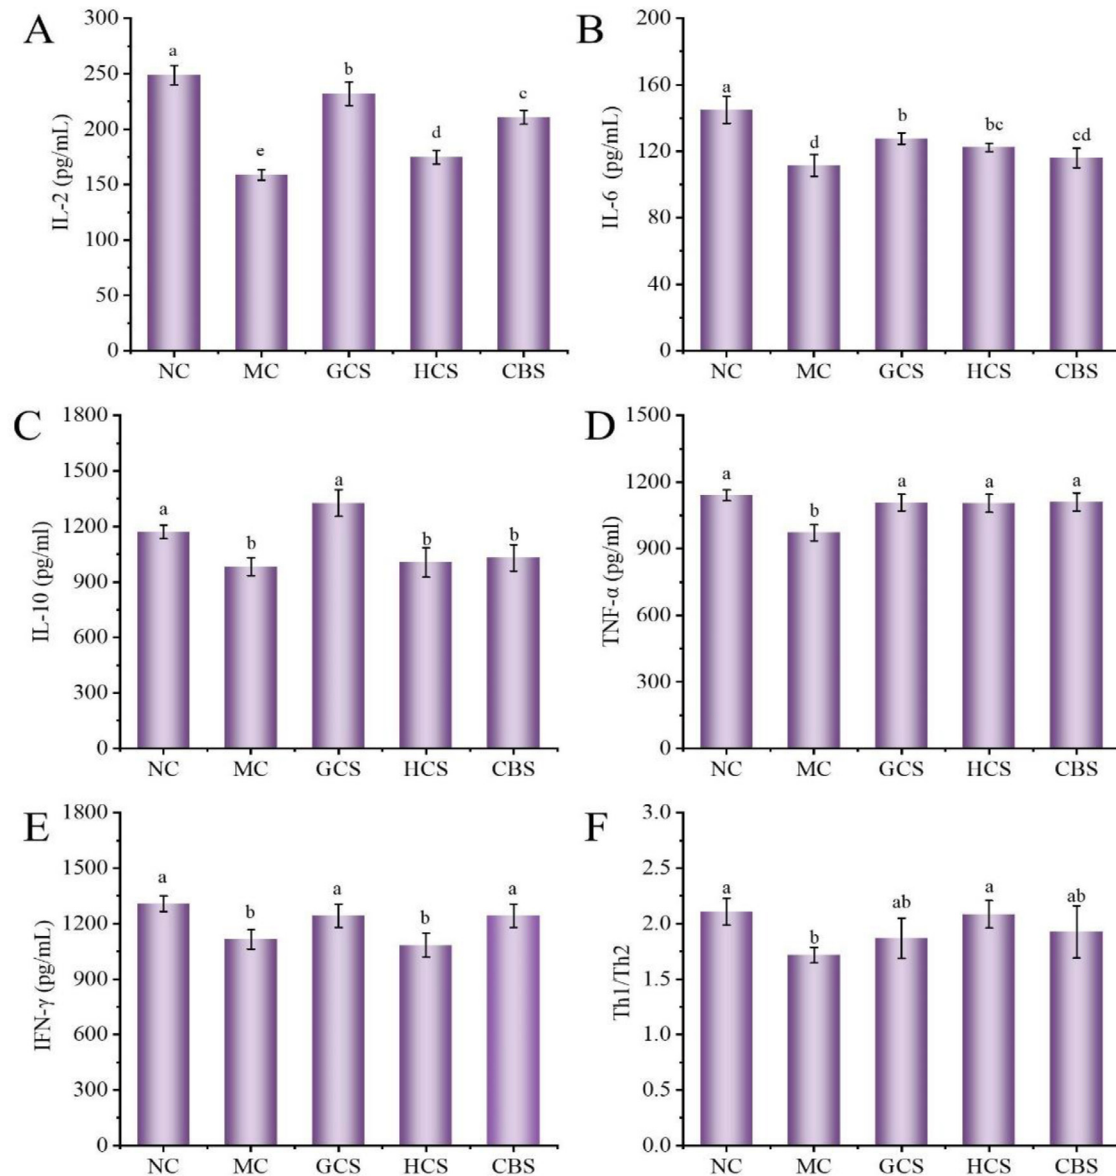 A
IL-2 (pg/mL)
300
250
200
150
100
50
0
a
e
b
d
c
NC MC GCS HCS CBS
B
IL-6 (pg/mL)
200
160
120
80
40
0
a
d
b
bc
cd
NC MC GCS HCS CBS
C
IL-10 (pg/ml)
1800
1500
1200
900
600
300
0
a
b
a
b
b
NC MC GCS HCS CBS
D
TNF-α (pg/ml)
1500
1200
900
600
300
0
a
b
a
a
a
NC MC GCS HCS CBS
E
IFN-γ (pg/mL)
1800
1500
1200
900
600
300
0
a
b
a
b
a
NC MC GCS HCS CBS
F
Th1/Th2
3.0
2.5
2.0
1.5
1.0
0.5
0.0
a
b
ab
a
ab
NC MC GCS HCS CBS